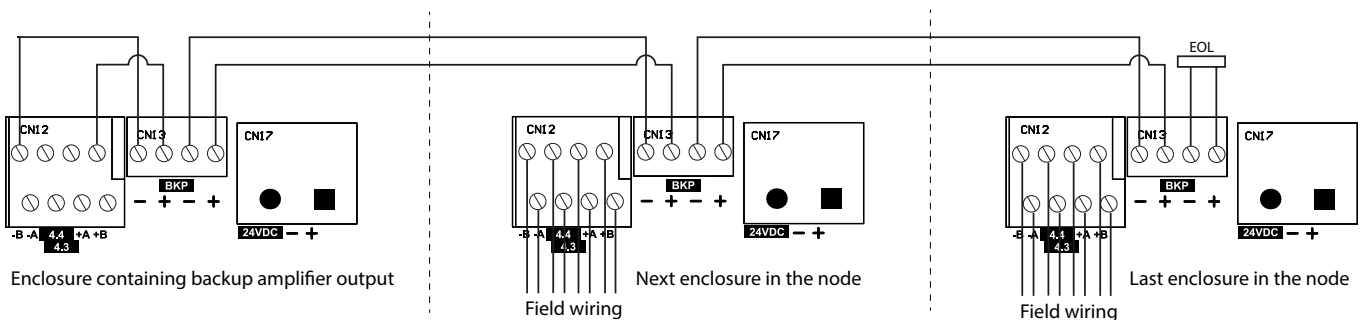 EOL
CN12
CN13
CN17
BKP
- + - +
-B -A 4.4 +A +B
4.3
24VDC - +
Enclosure containing backup amplifier output
CN12
CN13
CN17
BKP
- + - +
-B -A 4.4 +A +B
4.3
24VDC - +
Next enclosure in the node
Field wiring
CN12
CN13
CN17
BKP
- + - +
-B -A 4.4 +A +B
4.3
24VDC - +
Last enclosure in the node
Field wiring